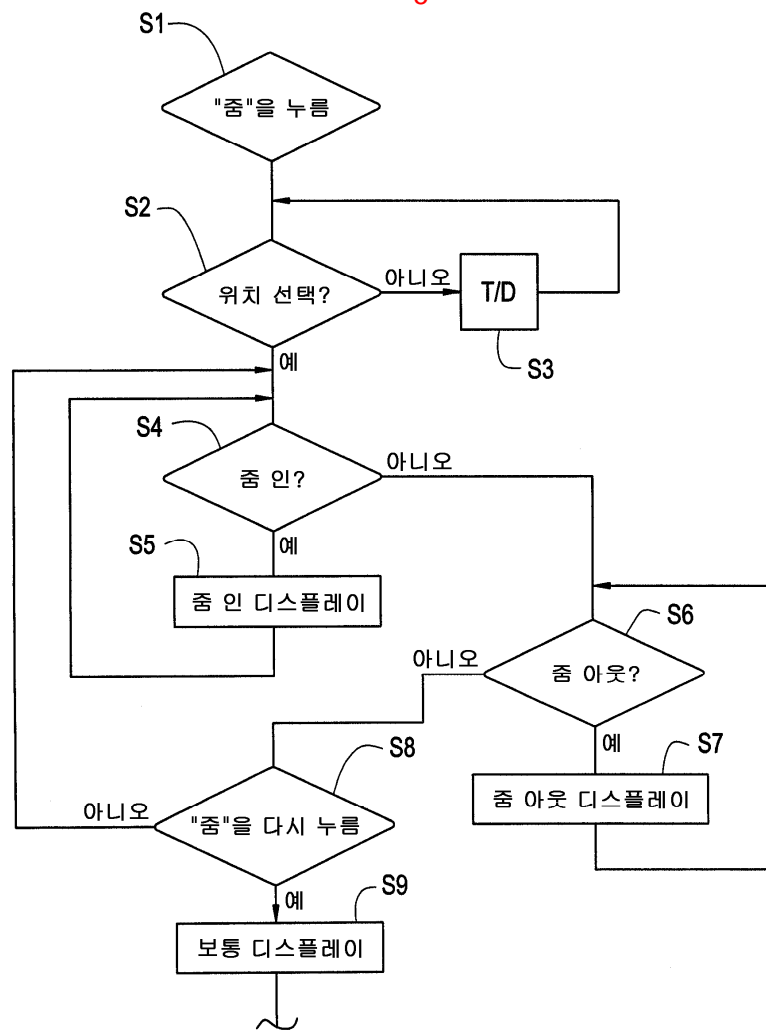 S1
"줌"을 누름
S2
위치 선택?
아니오
T/D
S3
예
S4
줌 인?
아니오
예
S5
줌 인 디스플레이
S6
줌 아웃?
아니오
예
S7
줌 아웃 디스플레이
S8
"줌"을 다시 누름
아니오
예
S9
보통 디스플레이